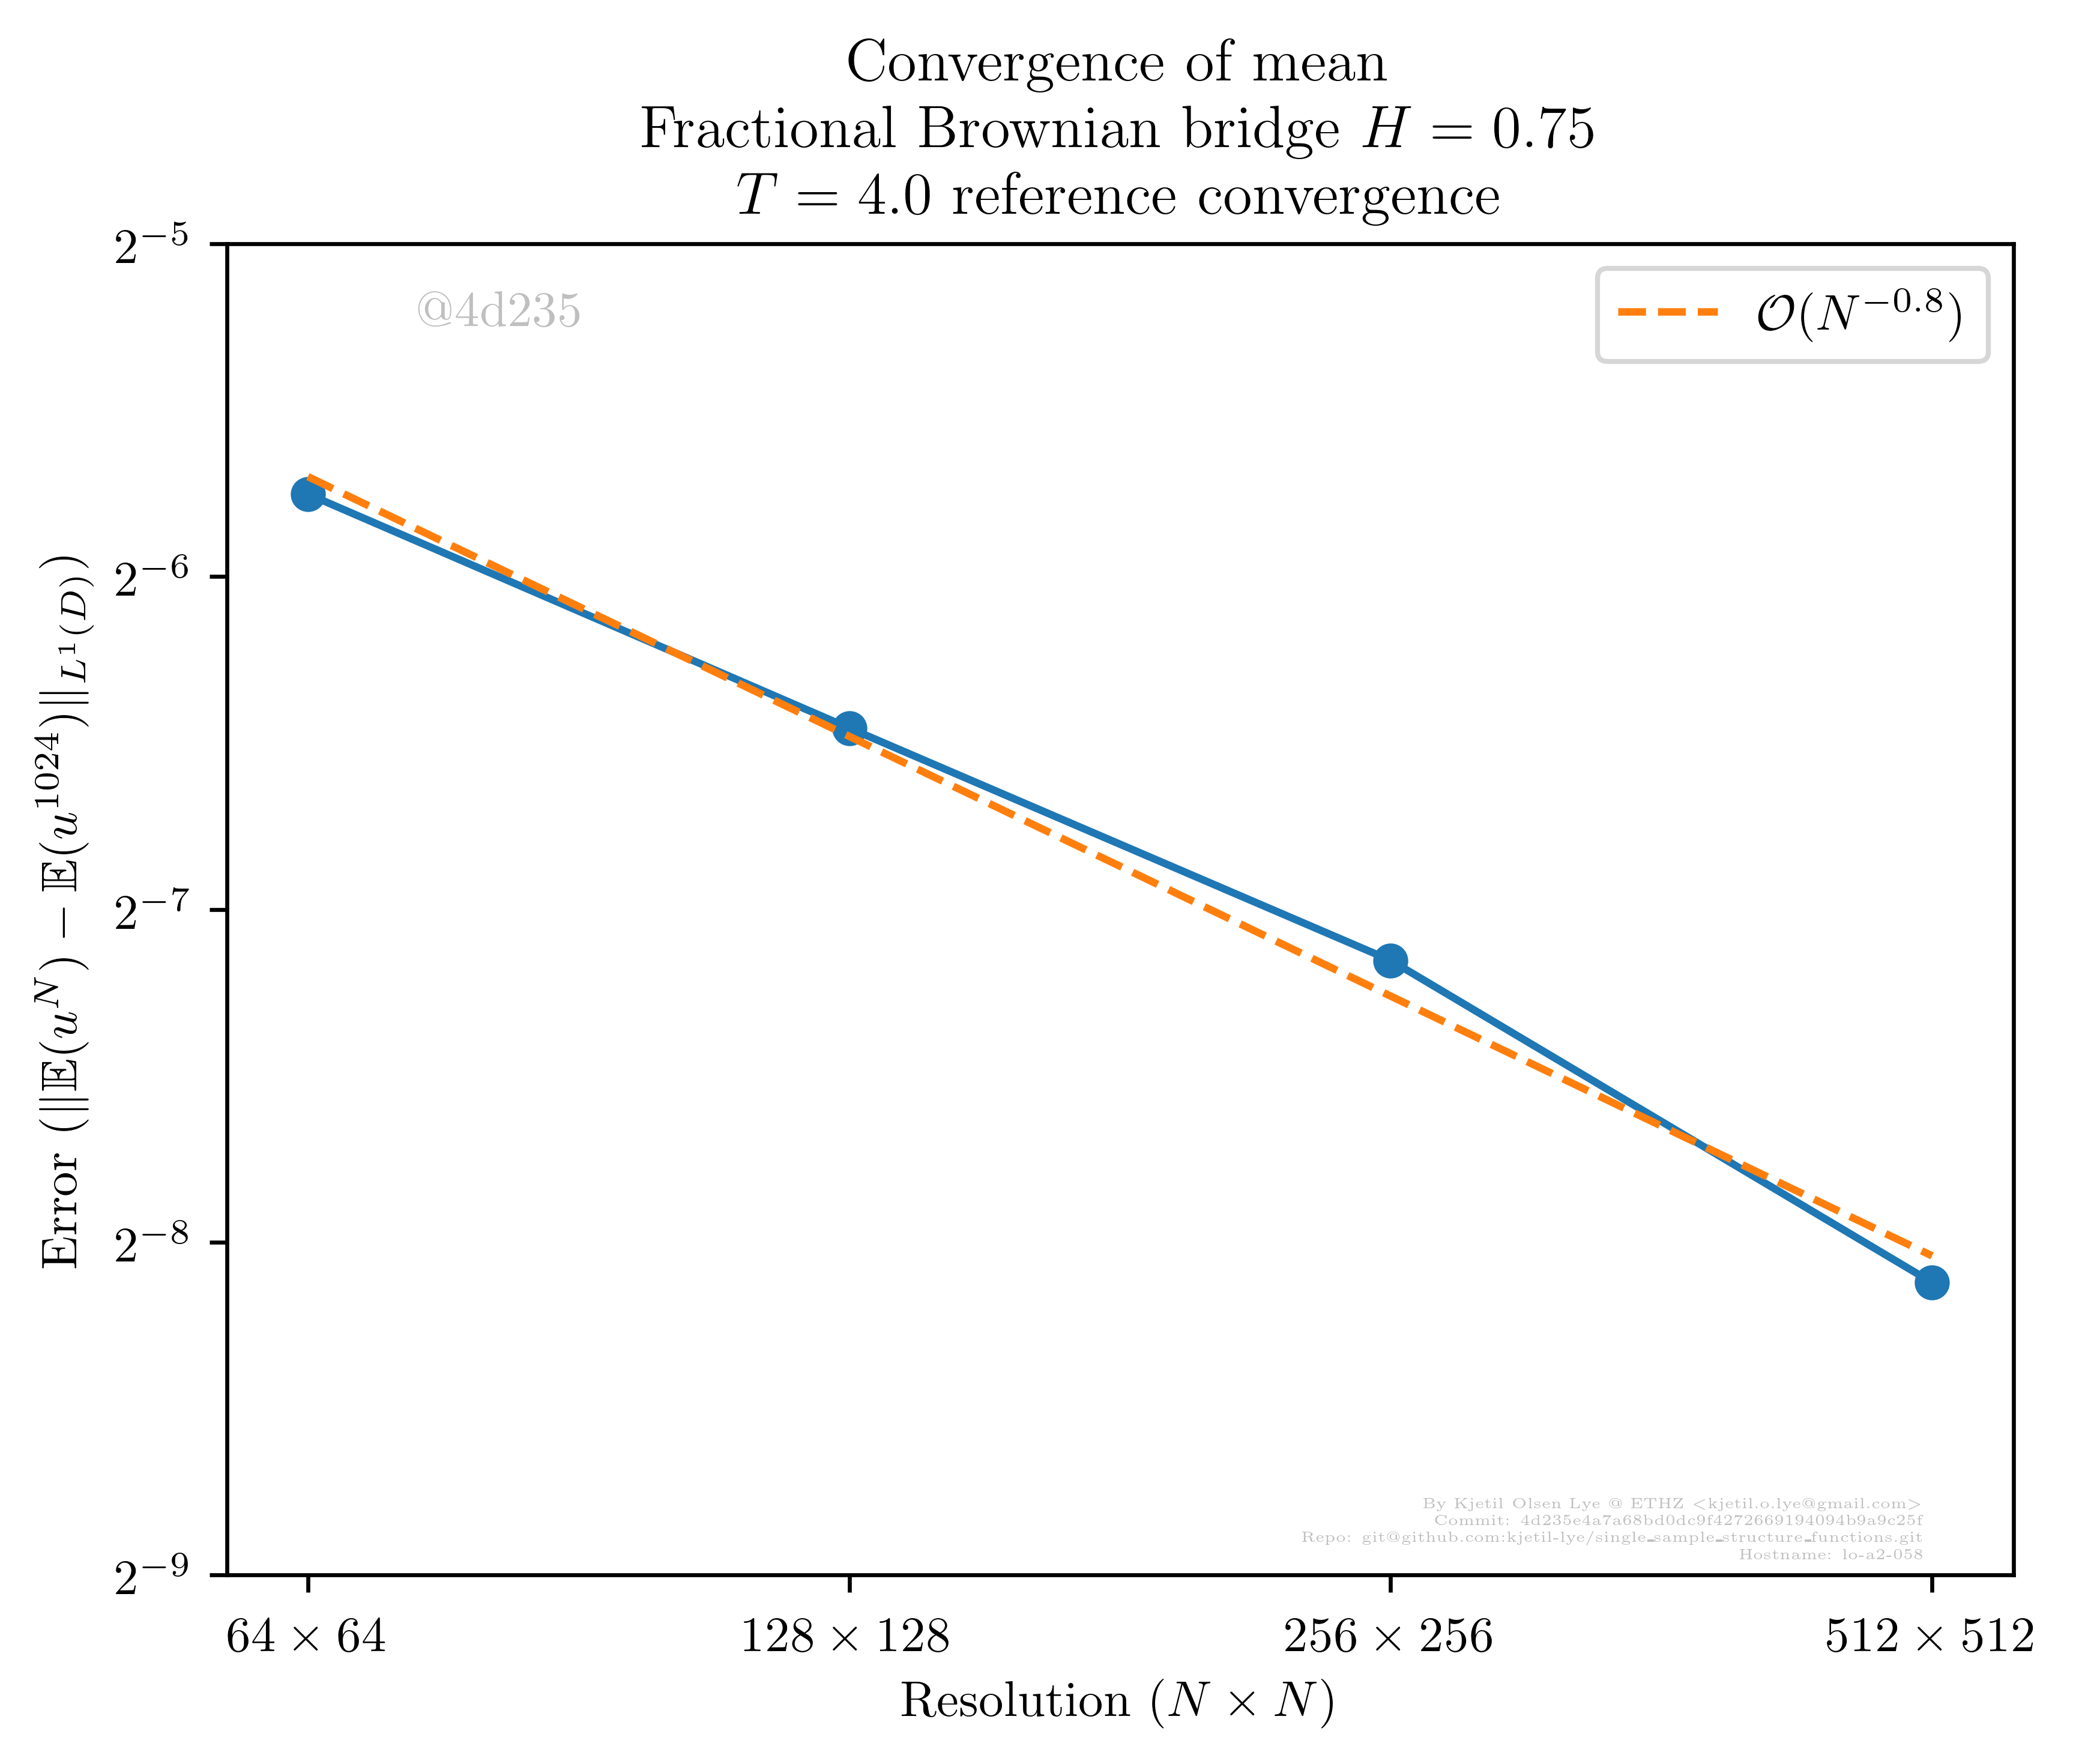 Convergence of mean
Fractional Brownian bridge H = 0.75
T = 4.0 reference convergence
@4d235
𝒪(N⁻⁰·⁸)
2⁻⁵
2⁻⁶
2⁻⁷
2⁻⁸
2⁻⁹
Error (||𝔼(uᴺ) − 𝔼(u¹⁰²⁴)||_{L¹(D)})
By Kjetil Olsen Lye @ ETHZ <kjetil.o.lye@gmail.com>
Commit: 4d235e4a7a68bd0dc9f4272669194094b9a9c25f
Repo: git@github.com:kjetil-lye/single_sample_structure_functions.git
Hostname: lo-a2-058
64 × 64
128 × 128
256 × 256
512 × 512
Resolution (N × N)